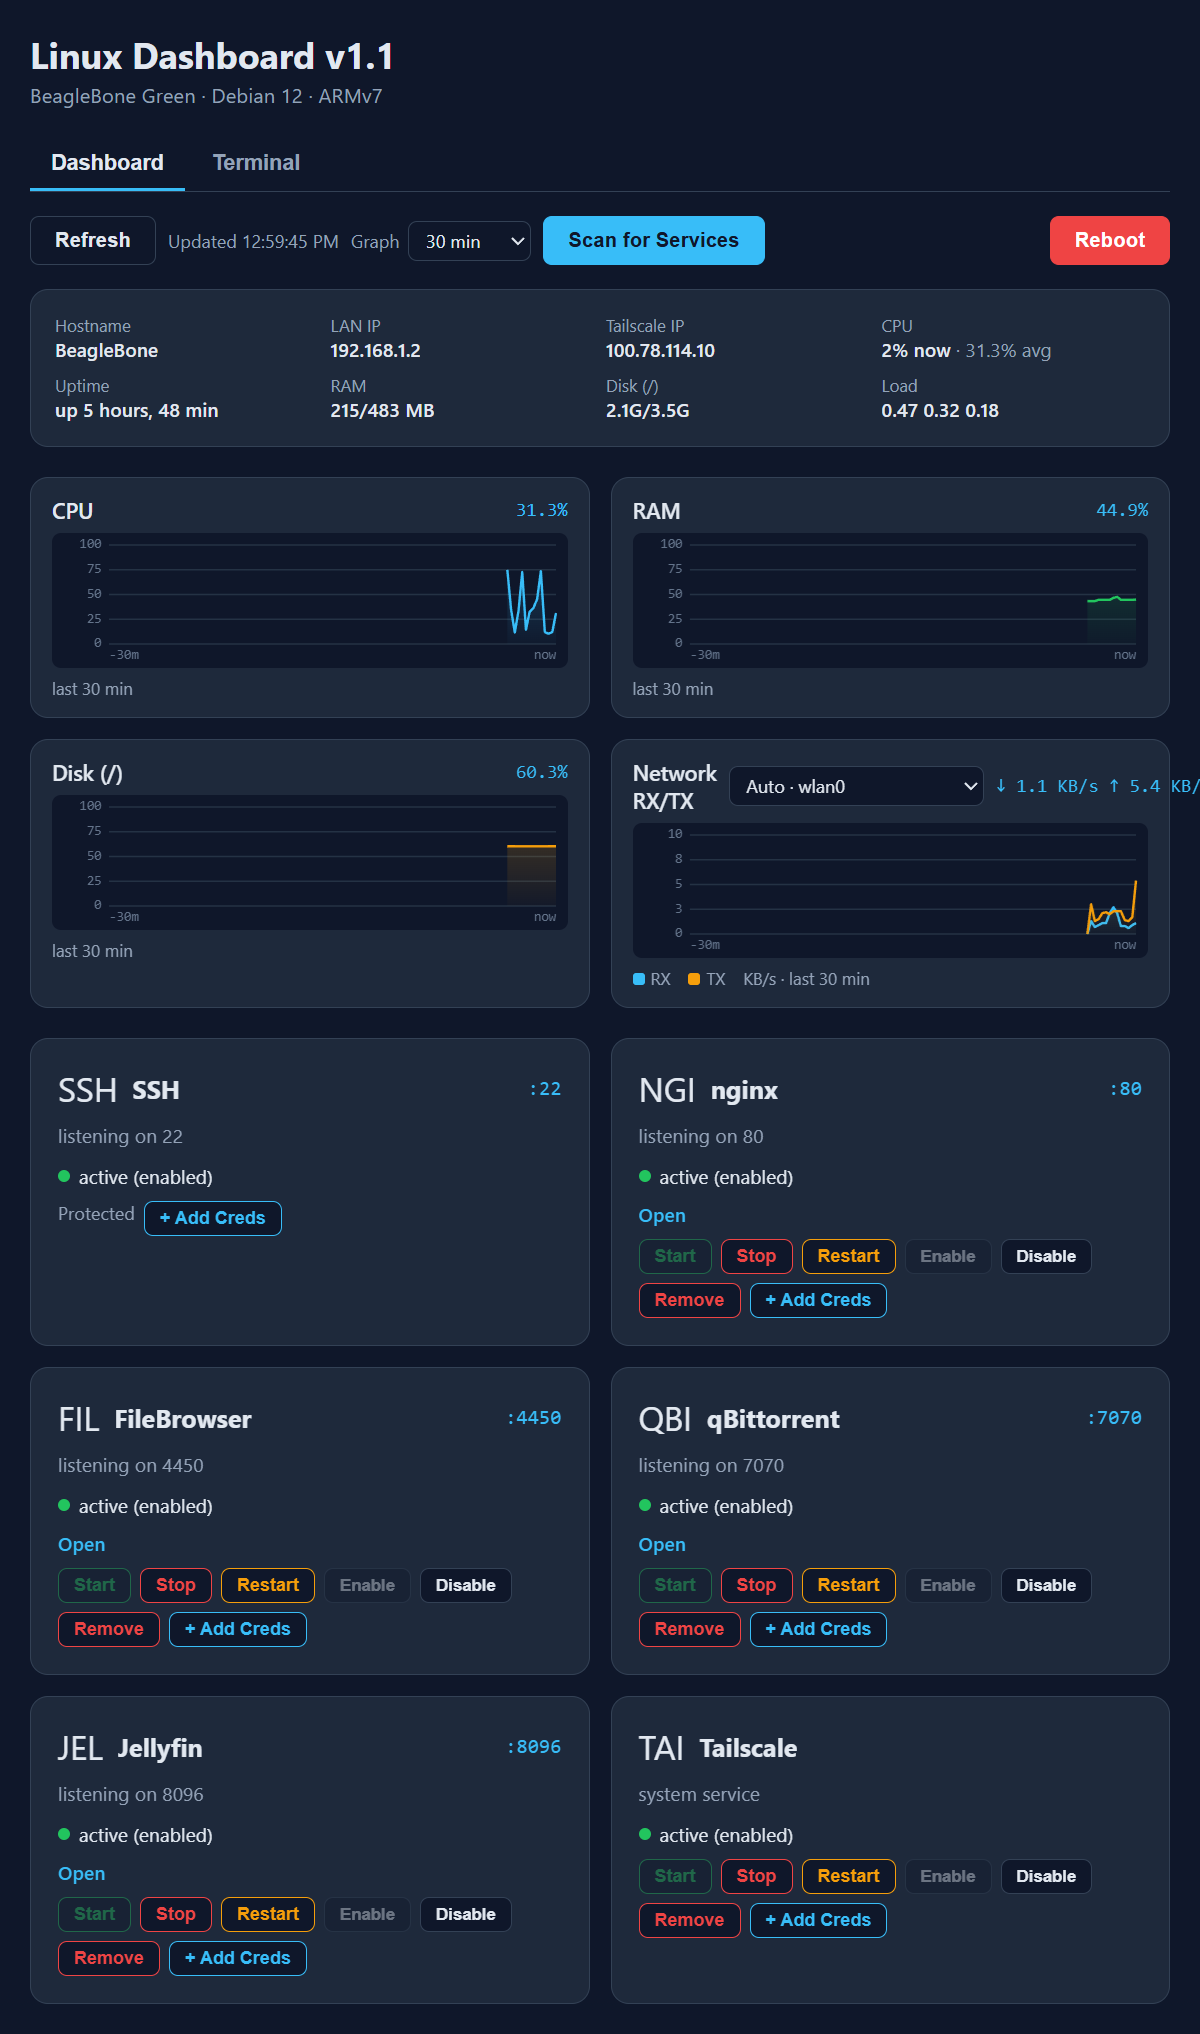 Linux Dashboard v1.1
BeagleBone Green · Debian 12 · ARMv7
Dashboard Terminal
Refresh Updated 12:59:45 PM Graph 30 min Scan for Services Reboot
Hostname LAN IP Tailscale IP CPU
BeagleBone 192.168.1.2 100.78.114.10 2% now · 31.3% avg
Uptime RAM Disk (/) Load
up 5 hours, 48 min 215/483 MB 2.1G/3.5G 0.47 0.32 0.18
CPU 31.3%
100
75
50
25
0
-30m now
last 30 min
RAM 44.9%
100
75
50
25
0
-30m now
last 30 min
Disk (/) 60.3%
100
75
50
25
0
-30m now
last 30 min
Network
RX/TX
Auto · wlan0 ↓ 1.1 KB/s ↑ 5.4 KB/
10
8
5
3
0
-30m now
RX TX KB/s · last 30 min
SSH SSH :22
listening on 22
active (enabled)
Protected + Add Creds
NGI nginx :80
listening on 80
active (enabled)
Open
Start Stop Restart Enable Disable
Remove + Add Creds
FIL FileBrowser :4450
listening on 4450
active (enabled)
Open
Start Stop Restart Enable Disable
Remove + Add Creds
QBI qBittorrent :7070
listening on 7070
active (enabled)
Open
Start Stop Restart Enable Disable
Remove + Add Creds
JEL Jellyfin :8096
listening on 8096
active (enabled)
Open
Start Stop Restart Enable Disable
Remove + Add Creds
TAI Tailscale
system service
active (enabled)
Start Stop Restart Enable Disable
Remove + Add Creds